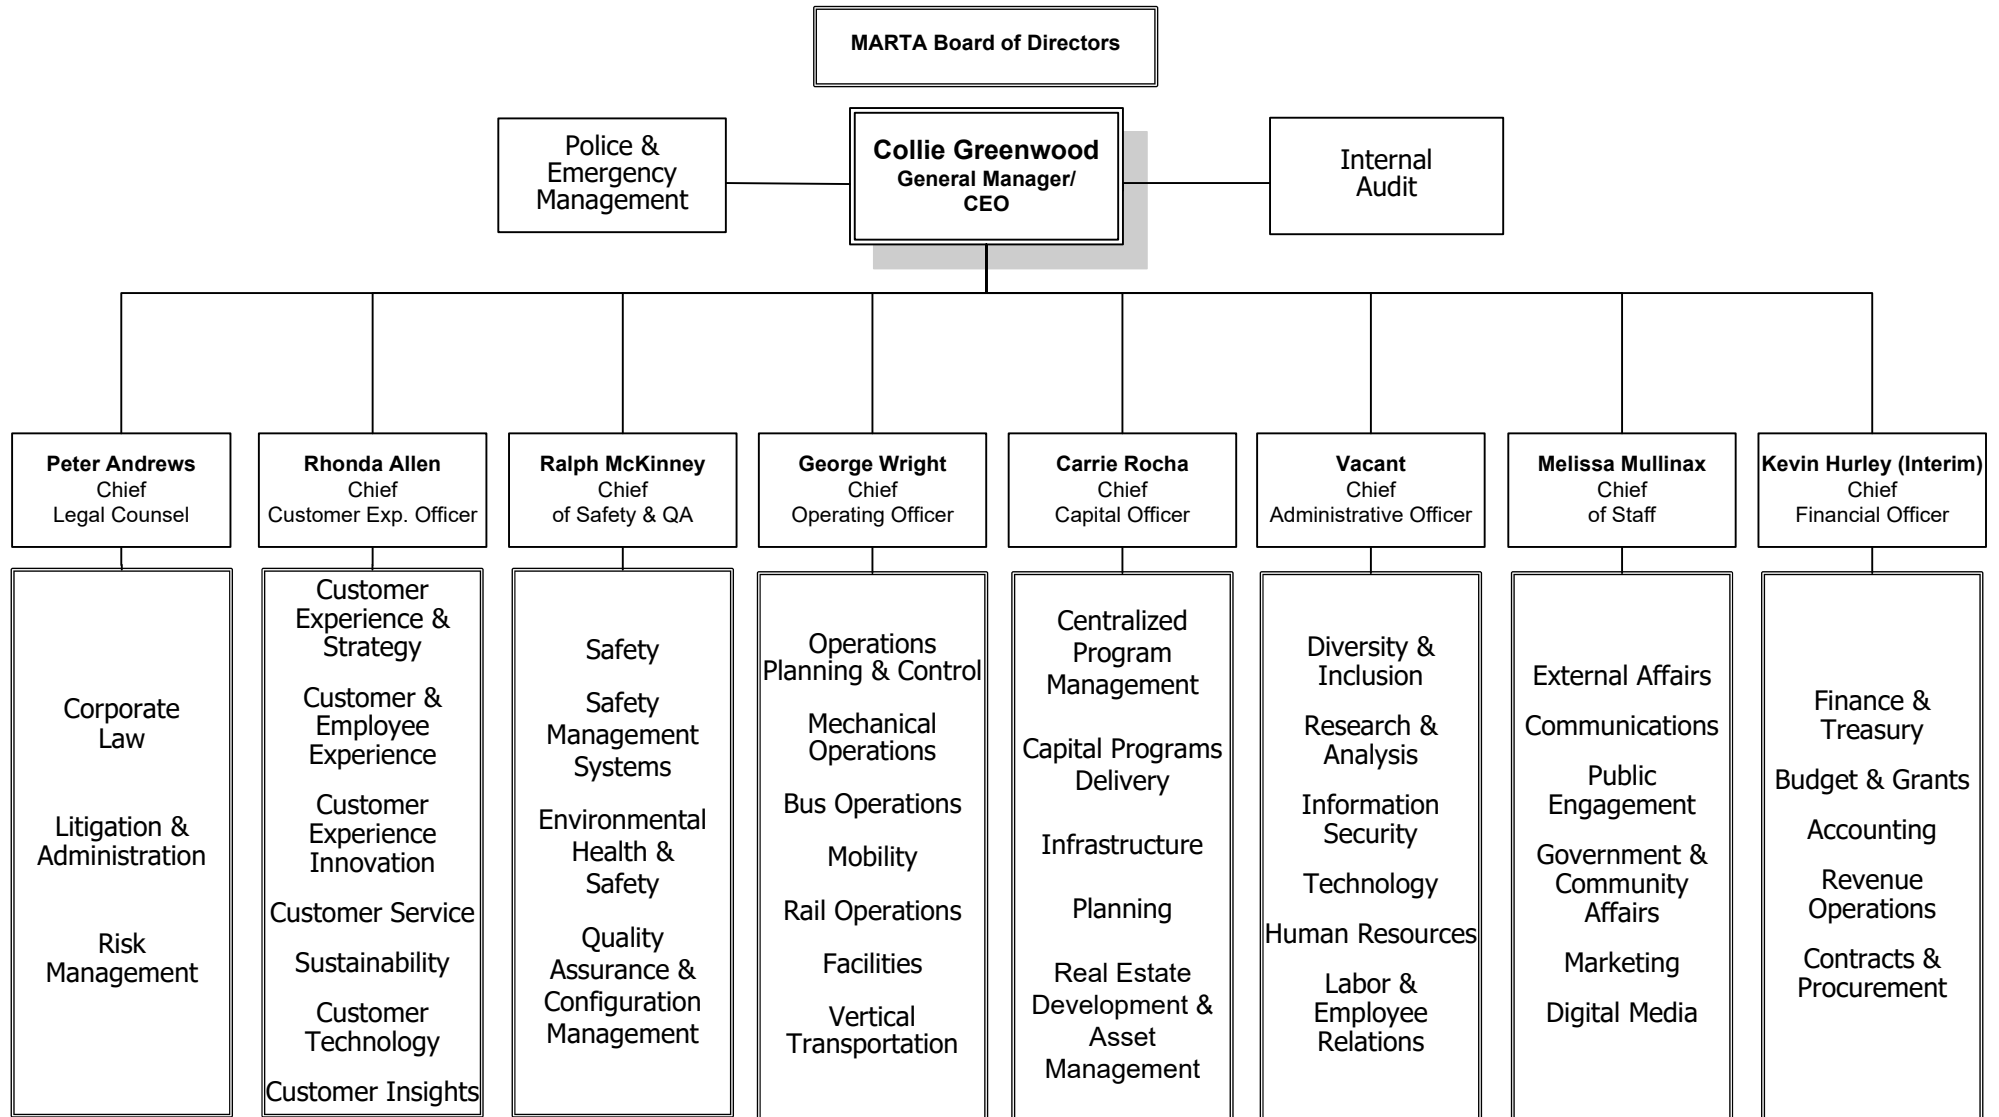 MARTA Board of Directors
Police &
Emergency
Management
Collie Greenwood
General Manager/
CEO
Internal
Audit
Peter Andrews
Chief
Legal Counsel
Rhonda Allen
Chief
Customer Exp. Officer
Ralph McKinney
Chief
of Safety & QA
George Wright
Chief
Operating Officer
Carrie Rocha
Chief
Capital Officer
Vacant
Chief
Administrative Officer
Melissa Mullinax
Chief
of Staff
Kevin Hurley (Interim)
Chief
Financial Officer
Corporate
Law
Litigation &
Administration
Risk
Management
Customer
Experience &
Strategy
Customer &
Employee
Experience
Customer
Experience
Innovation
Customer Service
Sustainability
Customer
Technology
Customer Insights
Safety
Safety
Management
Systems
Environmental
Health &
Safety
Quality
Assurance &
Configuration
Management
Operations
Planning & Control
Mechanical
Operations
Bus Operations
Mobility
Rail Operations
Facilities
Vertical
Transportation
Centralized
Program
Management
Capital Programs
Delivery
Infrastructure
Planning
Real Estate
Development &
Asset
Management
Diversity &
Inclusion
Research &
Analysis
Information
Security
Technology
Human Resources
Labor &
Employee
Relations
External Affairs
Communications
Public
Engagement
Government &
Community
Affairs
Marketing
Digital Media
Finance &
Treasury
Budget & Grants
Accounting
Revenue
Operations
Contracts &
Procurement